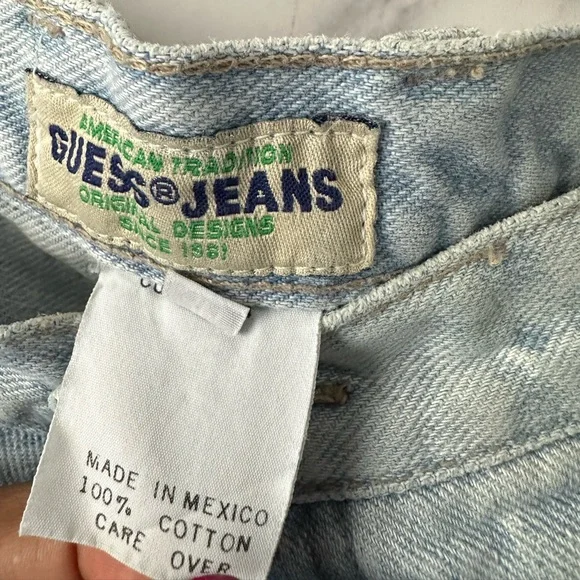 AMERICAN TRADITION
GUESS® JEANS
ORIGINAL DESIGNS
SINCE 1981
MADE IN MEXICO
100% COTTON
CARE OVER